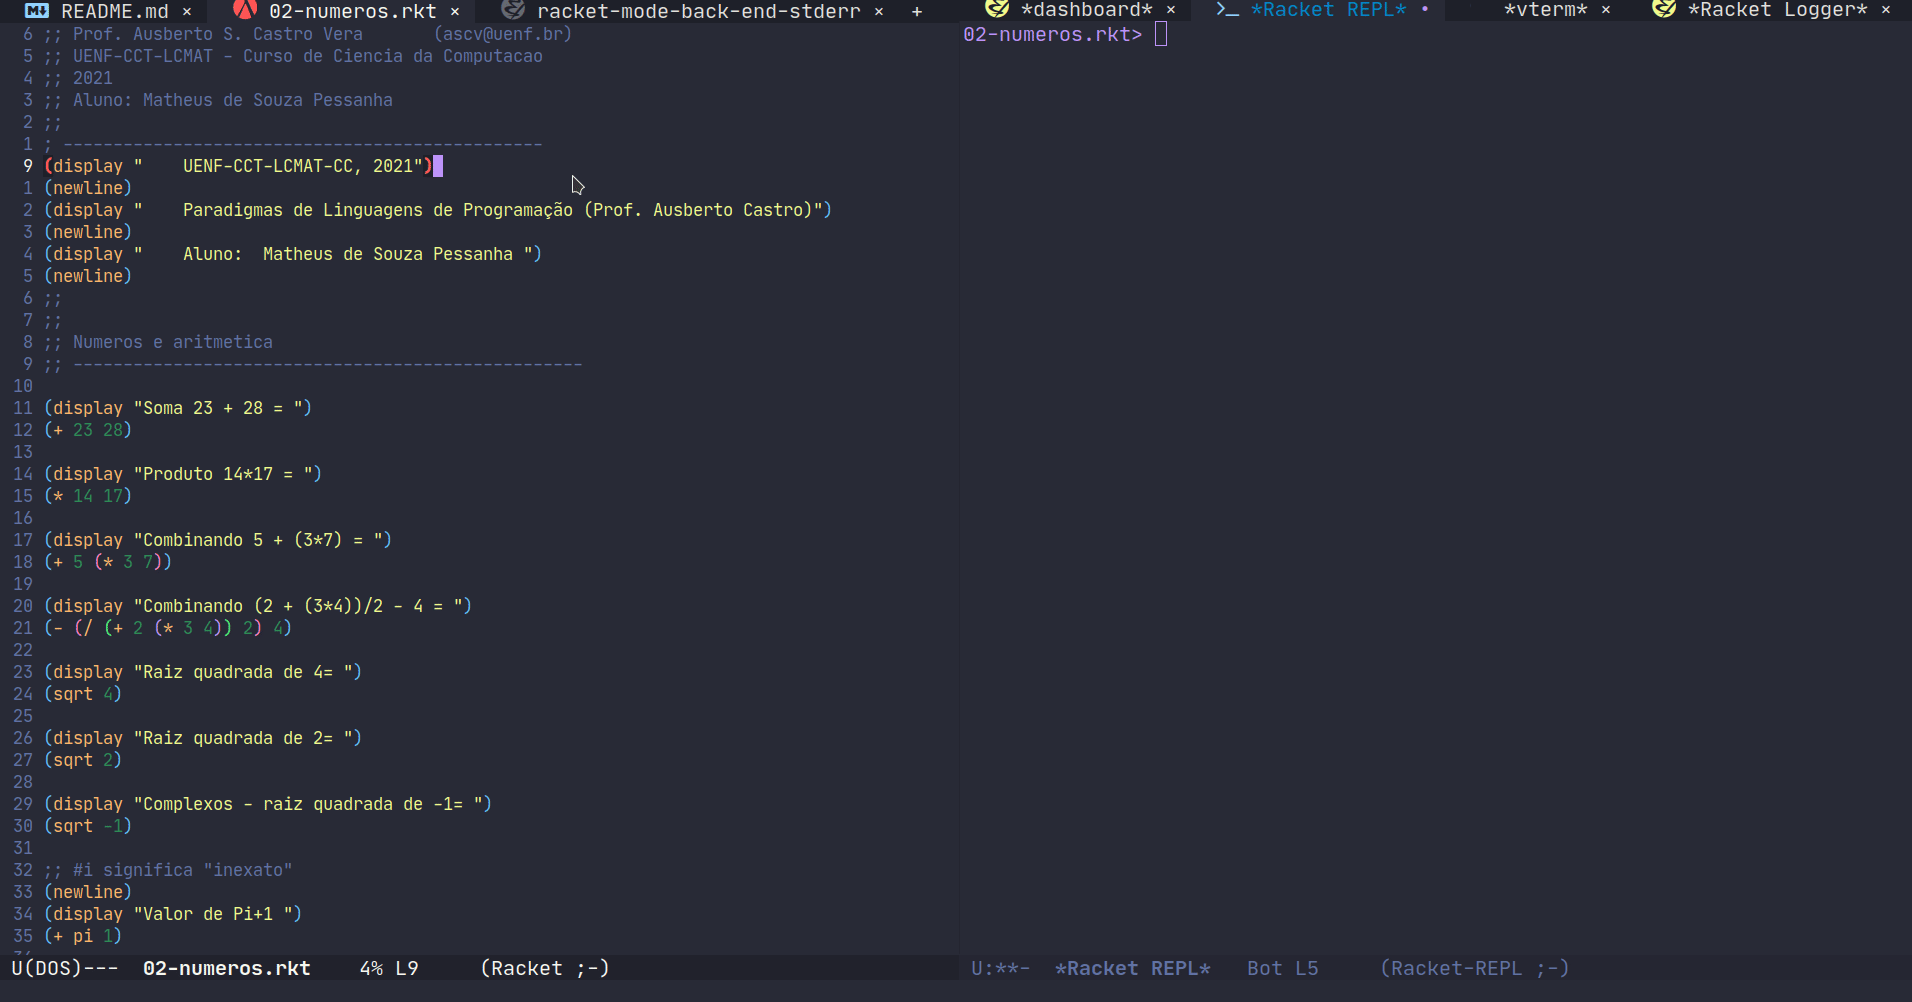 README.md × 02-numeros.rkt × racket-mode-back-end-stderr × +
6 ;; Prof. Ausberto S. Castro Vera       (ascv@uenf.br)
5 ;; UENF-CCT-LCMAT - Curso de Ciencia da Computacao
4 ;; 2021
3 ;; Aluno: Matheus de Souza Pessanha
2 ;;
1 ; ------------------------------------------------
9 (display "    UENF-CCT-LCMAT-CC, 2021")
1 (newline)
2 (display "    Paradigmas de Linguagens de Programação (Prof. Ausberto Castro)")
3 (newline)
4 (display "    Aluno:  Matheus de Souza Pessanha ")
5 (newline)
6 ;;
7 ;;
8 ;; Numeros e aritmetica
9 ;; ---------------------------------------------------
10
11 (display "Soma 23 + 28 = ")
12 (+ 23 28)
13
14 (display "Produto 14*17 = ")
15 (* 14 17)
16
17 (display "Combinando 5 + (3*7) = ")
18 (+ 5 (* 3 7))
19
20 (display "Combinando (2 + (3*4))/2 - 4 = ")
21 (- (/ (+ 2 (* 3 4)) 2) 4)
22
23 (display "Raiz quadrada de 4= ")
24 (sqrt 4)
25
26 (display "Raiz quadrada de 2= ")
27 (sqrt 2)
28
29 (display "Complexos - raiz quadrada de -1= ")
30 (sqrt -1)
31
32 ;; #i significa "inexato"
33 (newline)
34 (display "Valor de Pi+1 ")
35 (+ pi 1)
U(DOS)---  02-numeros.rkt     4% L9      (Racket ;-)
*dashboard* × >_ *Racket REPL* • *vterm* × *Racket Logger* ×
02-numeros.rkt>
U:**-  *Racket REPL*   Bot L5     (Racket-REPL ;-)